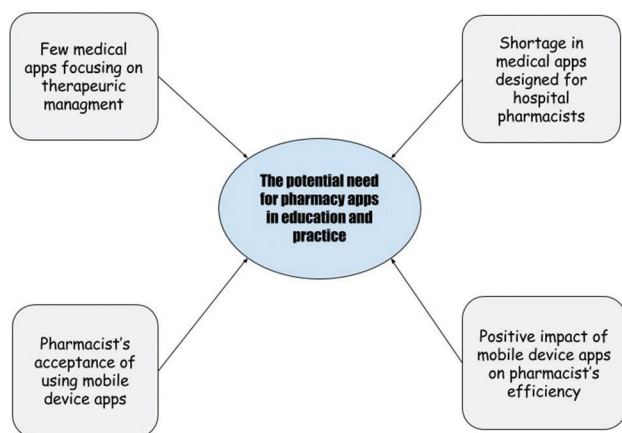 Few medical
apps focusing on
therapeuric
managment
Shortage in
medical apps
designed for
hospital
pharmacists
The potential need
for pharmacy apps
in education and
practice
Pharmacist's
acceptance of
using mobile
device apps
Positive impact of
mobile device apps
on pharmacist's
efficiency